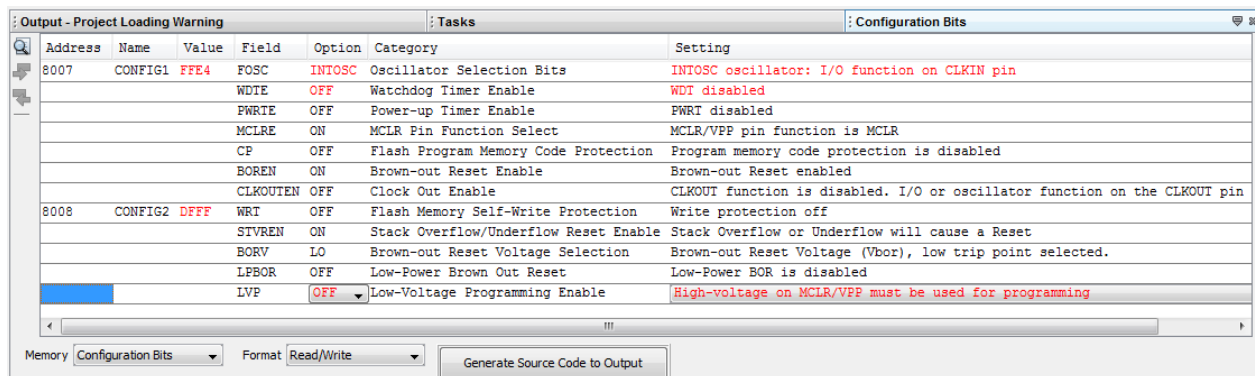 Output - Project Loading Warning Tasks Configuration Bits
Address Name Value Field Option Category Setting
8007 CONFIG1 FFE4 FOSC INTOSC Oscillator Selection Bits INTOSC oscillator: I/O function on CLKIN pin
WDTE OFF Watchdog Timer Enable WDT disabled
PWRTE OFF Power-up Timer Enable PWRT disabled
MCLRE ON MCLR Pin Function Select MCLR/VPP pin function is MCLR
CP OFF Flash Program Memory Code Protection Program memory code protection is disabled
BOREN ON Brown-out Reset Enable Brown-out Reset enabled
CLKOUTEN OFF Clock Out Enable CLKOUT function is disabled. I/O or oscillator function on the CLKOUT pin
8008 CONFIG2 DFFF WRT OFF Flash Memory Self-Write Protection Write protection off
STVREN ON Stack Overflow/Underflow Reset Enable Stack Overflow or Underflow will cause a Reset
BORV LO Brown-out Reset Voltage Selection Brown-out Reset Voltage (Vbor), low trip point selected.
LPBOR OFF Low-Power Brown Out Reset Low-Power BOR is disabled
LVP OFF Low-Voltage Programming Enable High-voltage on MCLR/VPP must be used for programming
Memory Configuration Bits Format Read/Write Generate Source Code to Output